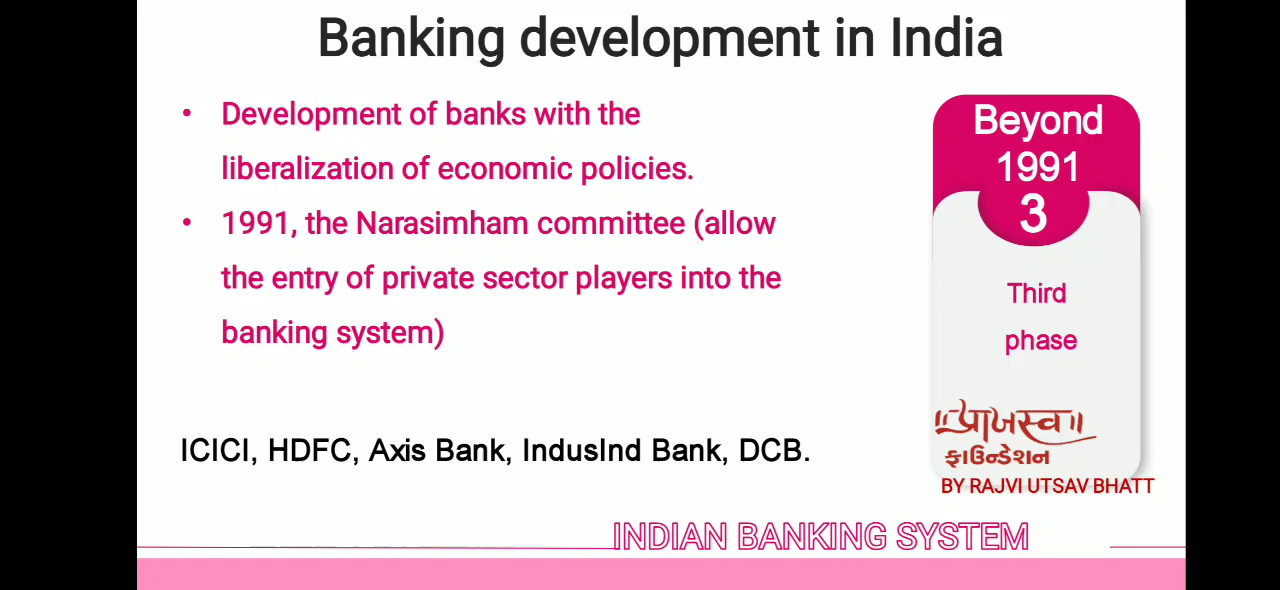 Banking development in India
• Development of banks with the
liberalization of economic policies.
• 1991, the Narasimham committee (allow
the entry of private sector players into the
banking system)
ICICI, HDFC, Axis Bank, IndusInd Bank, DCB.
Beyond
1991
3
Third
phase
॥प्राजस्व॥
ફાઉન્ડેશન
BY RAJVI UTSAV BHATT
INDIAN BANKING SYSTEM